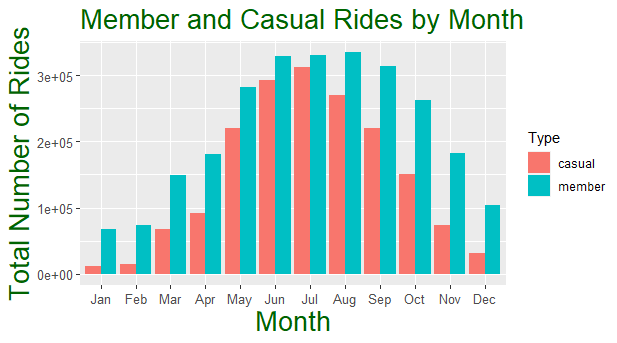 Member and Casual Rides by Month
Total Number of Rides
3e+05
2e+05
1e+05
0e+00
Jan Feb Mar Apr May Jun Jul Aug Sep Oct Nov Dec
Month
Type
casual
member